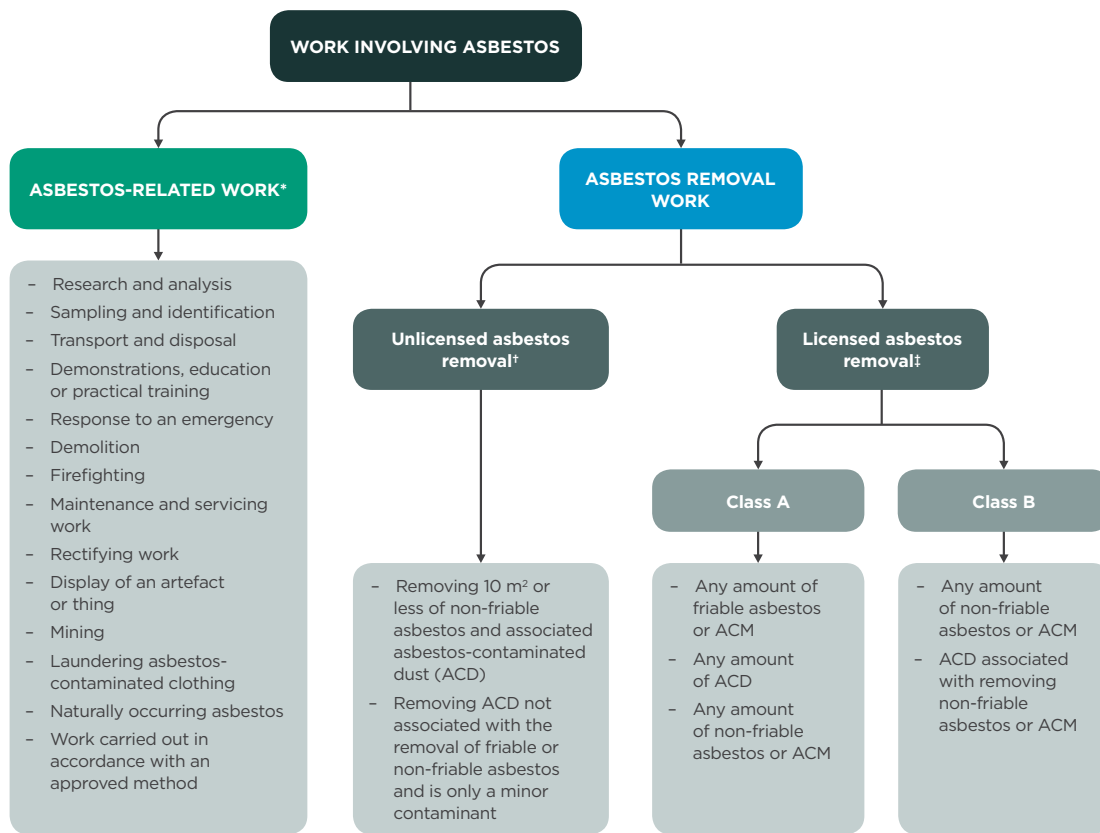 WORK INVOLVING ASBESTOS
ASBESTOS-RELATED WORK*
– Research and analysis
– Sampling and identification
– Transport and disposal
– Demonstrations, education
or practical training
– Response to an emergency
– Demolition
– Firefighting
– Maintenance and servicing
work
– Rectifying work
– Display of an artefact
or thing
– Mining
– Laundering asbestos-
contaminated clothing
– Naturally occurring asbestos
– Work carried out in
accordance with an
approved method
ASBESTOS REMOVAL
WORK
Unlicensed asbestos
removal†
– Removing 10 m² or
less of non-friable
asbestos and associated
asbestos-contaminated
dust (ACD)
– Removing ACD not
associated with the
removal of friable or
non-friable asbestos
and is only a minor
contaminant
Licensed asbestos
removal‡
Class A
– Any amount of
friable asbestos
or ACM
– Any amount
of ACD
– Any amount
of non-friable
asbestos or ACM
Class B
– Any amount
of non-friable
asbestos or ACM
– ACD associated
with removing
non-friable
asbestos or ACM